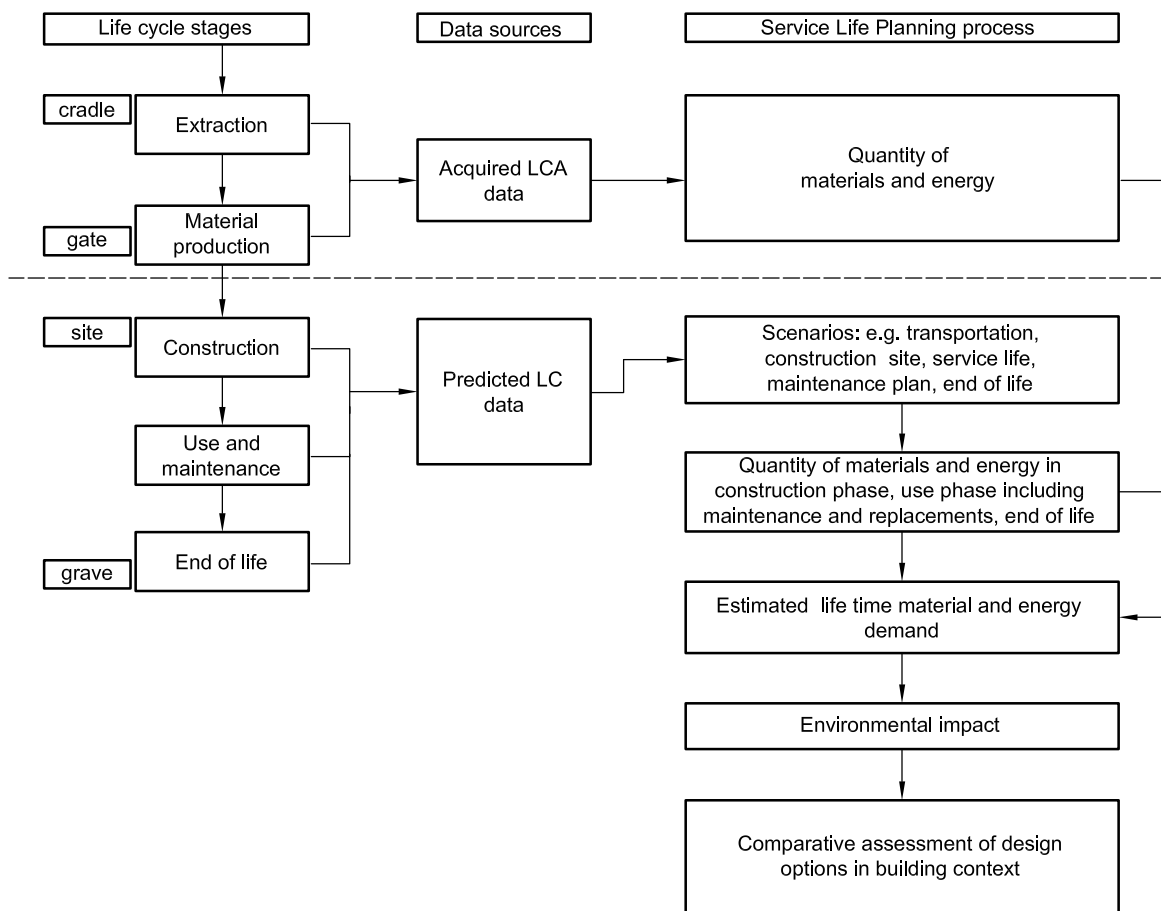 Life cycle stages
Data sources
Service Life Planning process
cradle
Extraction
Acquired LCA
data
Quantity of
materials and energy
gate
Material
production
site
Construction
Predicted LC
data
Scenarios: e.g. transportation,
construction site, service life,
maintenance plan, end of life
Use and
maintenance
Quantity of materials and energy in
construction phase, use phase including
maintenance and replacements, end of life
grave
End of life
Estimated life time material and energy
demand
Environmental impact
Comparative assessment of design
options in building context